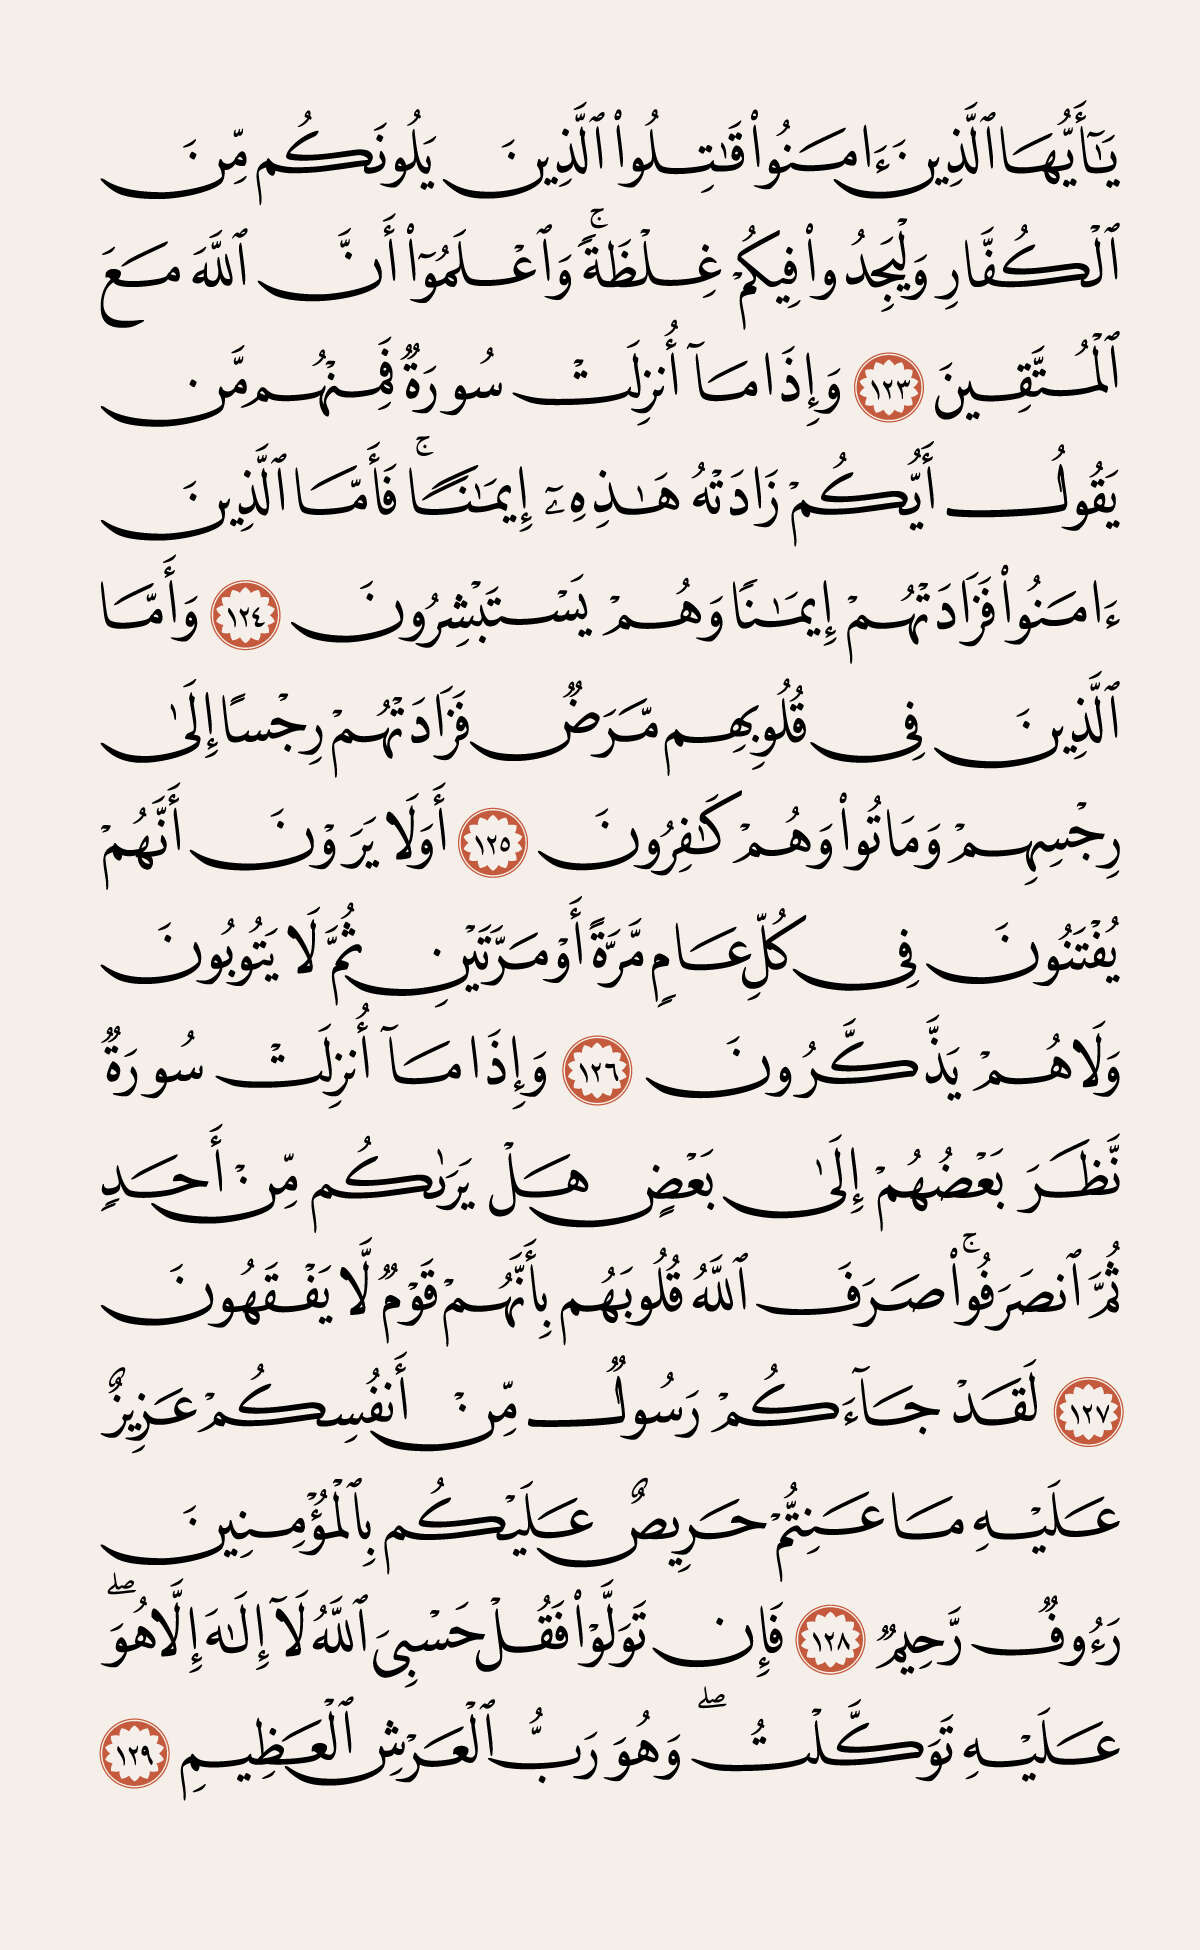 يَـٰٓأَيُّهَا ٱلَّذِينَ ءَامَنُوا۟ قَـٰتِلُوا۟ ٱلَّذِينَ يَلُونَكُم مِّنَ
ٱلْكُفَّارِ وَلْيَجِدُوا۟ فِيكُمْ غِلْظَةً ۚ وَٱعْلَمُوٓا۟ أَنَّ ٱللَّهَ مَعَ
ٱلْمُتَّقِينَ ١٢٣ وَإِذَا مَآ أُنزِلَتْ سُورَةٌ فَمِنْهُم مَّن
يَقُولُ أَيُّكُمْ زَادَتْهُ هَـٰذِهِۦٓ إِيمَـٰنًا ۚ فَأَمَّا ٱلَّذِينَ
ءَامَنُوا۟ فَزَادَتْهُمْ إِيمَـٰنًا وَهُمْ يَسْتَبْشِرُونَ ١٢٤ وَأَمَّا
ٱلَّذِينَ فِى قُلُوبِهِم مَّرَضٌ فَزَادَتْهُمْ رِجْسًا إِلَىٰ
رِجْسِهِمْ وَمَاتُوا۟ وَهُمْ كَـٰفِرُونَ ١٢٥ أَوَلَا يَرَوْنَ أَنَّهُمْ
يُفْتَنُونَ فِى كُلِّ عَامٍ مَّرَّةً أَوْ مَرَّتَيْنِ ثُمَّ لَا يَتُوبُونَ
وَلَا هُمْ يَذَّكَّرُونَ ١٢٦ وَإِذَا مَآ أُنزِلَتْ سُورَةٌ
نَّظَرَ بَعْضُهُمْ إِلَىٰ بَعْضٍ هَلْ يَرَىٰكُم مِّنْ أَحَدٍ
ثُمَّ ٱنصَرَفُوا۟ ۚ صَرَفَ ٱللَّهُ قُلُوبَهُم بِأَنَّهُمْ قَوْمٌ لَّا يَفْقَهُونَ
١٢٧ لَقَدْ جَآءَكُمْ رَسُولٌ مِّنْ أَنفُسِكُمْ عَزِيزٌ
عَلَيْهِ مَا عَنِتُّمْ حَرِيصٌ عَلَيْكُم بِٱلْمُؤْمِنِينَ
رَءُوفٌ رَّحِيمٌ ١٢٨ فَإِن تَوَلَّوْا۟ فَقُلْ حَسْبِىَ ٱللَّهُ لَآ إِلَـٰهَ إِلَّا هُوَ ۖ
عَلَيْهِ تَوَكَّلْتُ ۖ وَهُوَ رَبُّ ٱلْعَرْشِ ٱلْعَظِيمِ ١٢٩